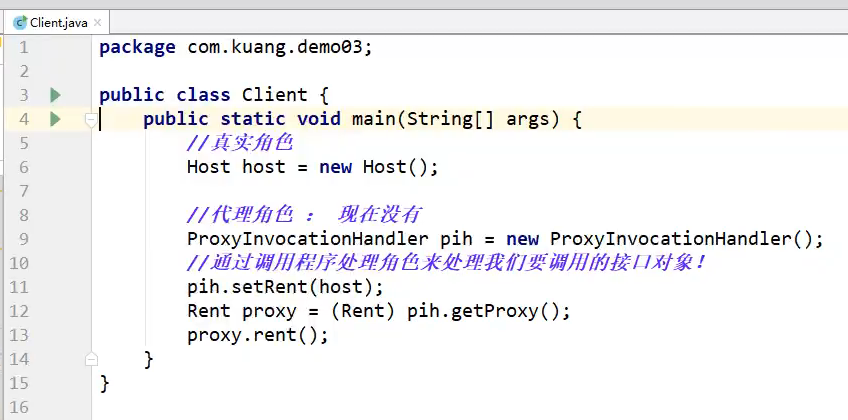 Client.java
1 package com.kuang.demo03;
2
3 public class Client {
4 public static void main(String[] args) {
5 //真实角色
6 Host host = new Host();
7
8 //代理角色 ： 现在没有
9 ProxyInvocationHandler pih = new ProxyInvocationHandler();
10 //通过调用程序处理角色来处理我们要调用的接口对象!
11 pih.setRent(host);
12 Rent proxy = (Rent) pih.getProxy();
13 proxy.rent();
14 }
15 }
16